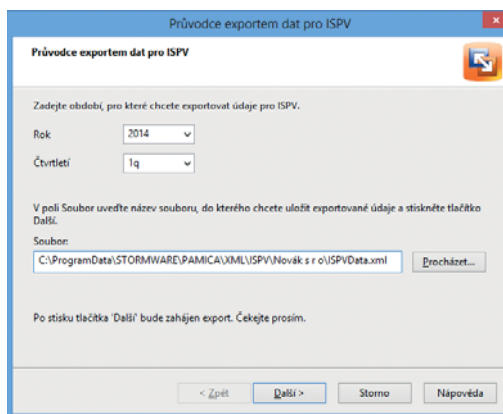 Průvodce exportem dat pro ISPV
Průvodce exportem dat pro ISPV
Zadejte období, pro které chcete exportovat údaje pro ISPV.
Rok 2014
Čtvrtletí 1q
V poli Soubor uveďte název souboru, do kterého chcete uložit exportované údaje a stiskněte tlačítko
Další.
Soubor:
C:\ProgramData\STORMWARE\PAMICA\XML\ISPV\Novák s r o\ISPVData.xml Procházet...
Po stisku tlačítka 'Další' bude zahájen export. Čekejte prosím.
< Zpět Další > Storno Nápověda